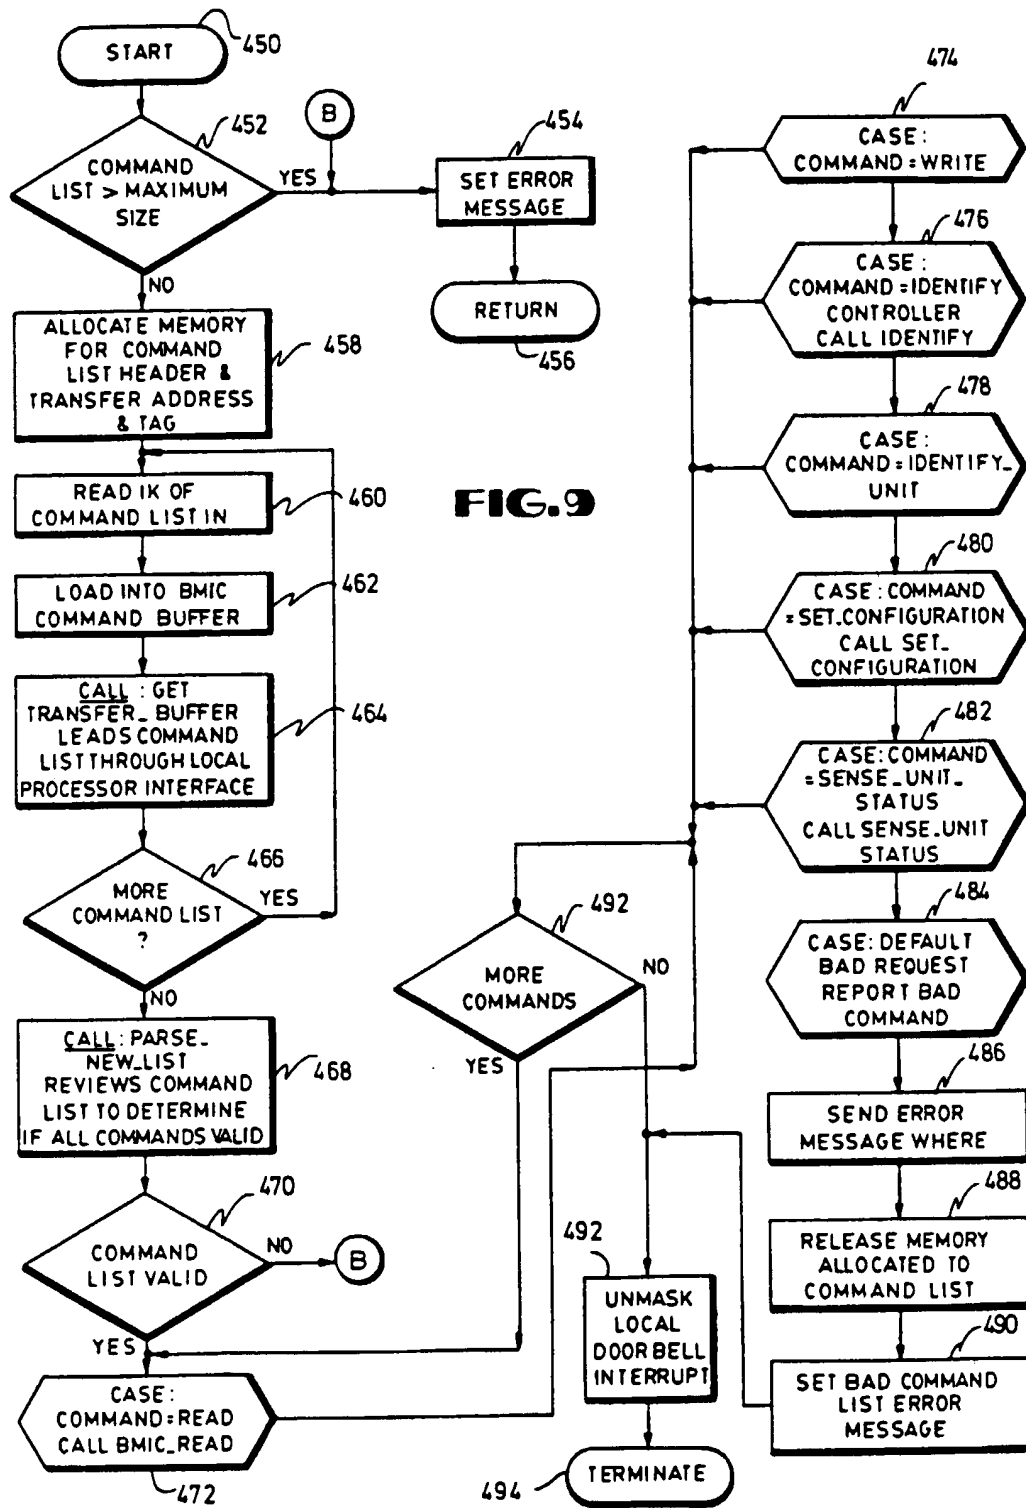 START
450
COMMAND
LIST > MAXIMUM
SIZE
452
YES
B
SET ERROR
MESSAGE
454
RETURN
456
NO
ALLOCATE MEMORY
FOR COMMAND
LIST HEADER &
TRANSFER ADDRESS
& TAG
458
READ 1K OF
COMMAND LIST IN
460
LOAD INTO BMIC
COMMAND BUFFER
462
CALL : GET
TRANSFER_ BUFFER
LEADS COMMAND
LIST THROUGH LOCAL
PROCESSOR INTERFACE
464
MORE
COMMAND LIST
?
466
YES
NO
CALL: PARSE_
NEW_LIST
REVIEWS COMMAND
LIST TO DETERMINE
IF ALL COMMANDS VALID
468
COMMAND
LIST VALID
470
NO
B
YES
CASE:
COMMAND=READ
CALL BMIC_READ
472
FIG.9
CASE:
COMMAND=WRITE
474
CASE:
COMMAND=IDENTIFY
CONTROLLER
CALL IDENTIFY
476
CASE:
COMMAND=IDENTIFY_
UNIT
478
CASE:COMMAND
=SET_CONFIGURATION
CALL SET_
CONFIGURATION
480
CASE:COMMAND
=SENSE_UNIT_
STATUS
CALL SENSE_UNIT
STATUS
482
CASE:DEFAULT
BAD REQUEST
REPORT BAD
COMMAND
484
SEND ERROR
MESSAGE WHERE
486
RELEASE MEMORY
ALLOCATED TO
COMMAND LIST
488
SET BAD COMMAND
LIST ERROR
MESSAGE
490
MORE
COMMANDS
492
NO
YES
UNMASK
LOCAL
DOOR BELL
INTERRUPT
492
TERMINATE
494